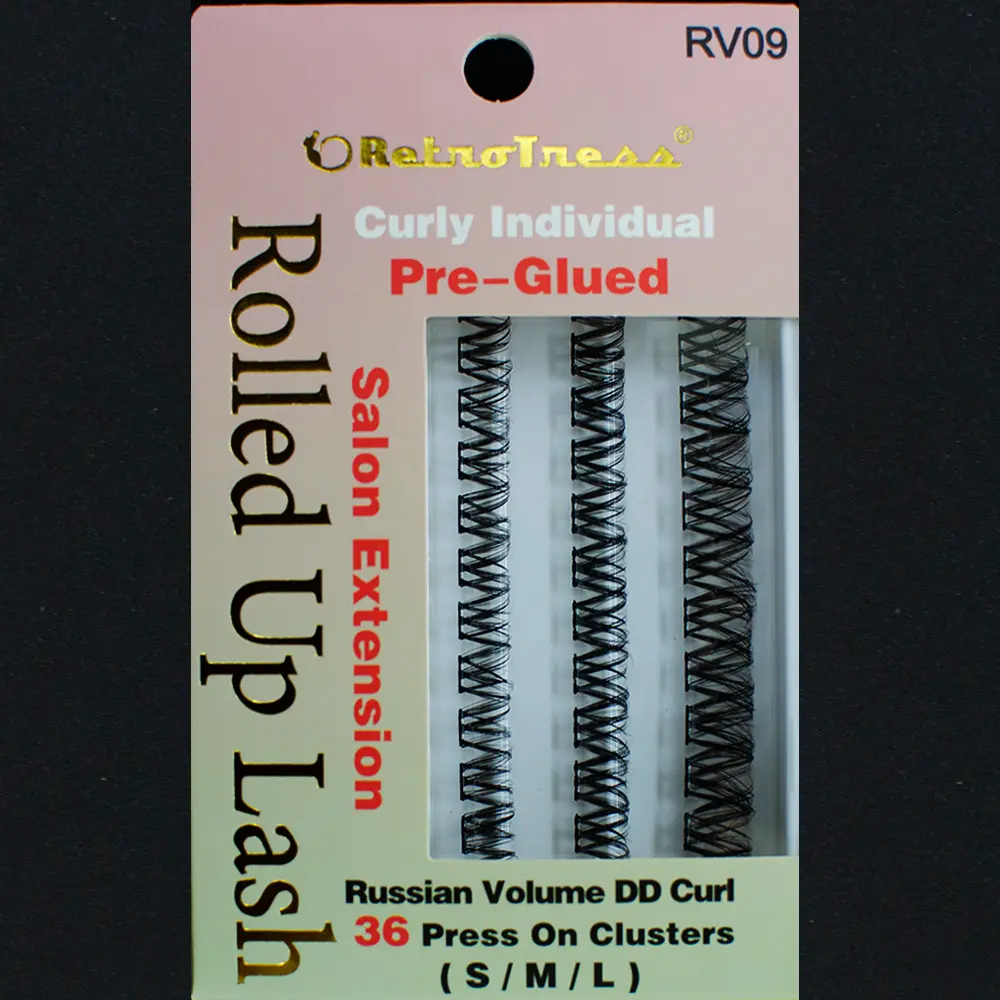 RV09
RetroTress®
Curly Individual
Pre-Glued
Rolled Up Lash
Salon Extension
Russian Volume DD Curl
36 Press On Clusters
( S / M / L )